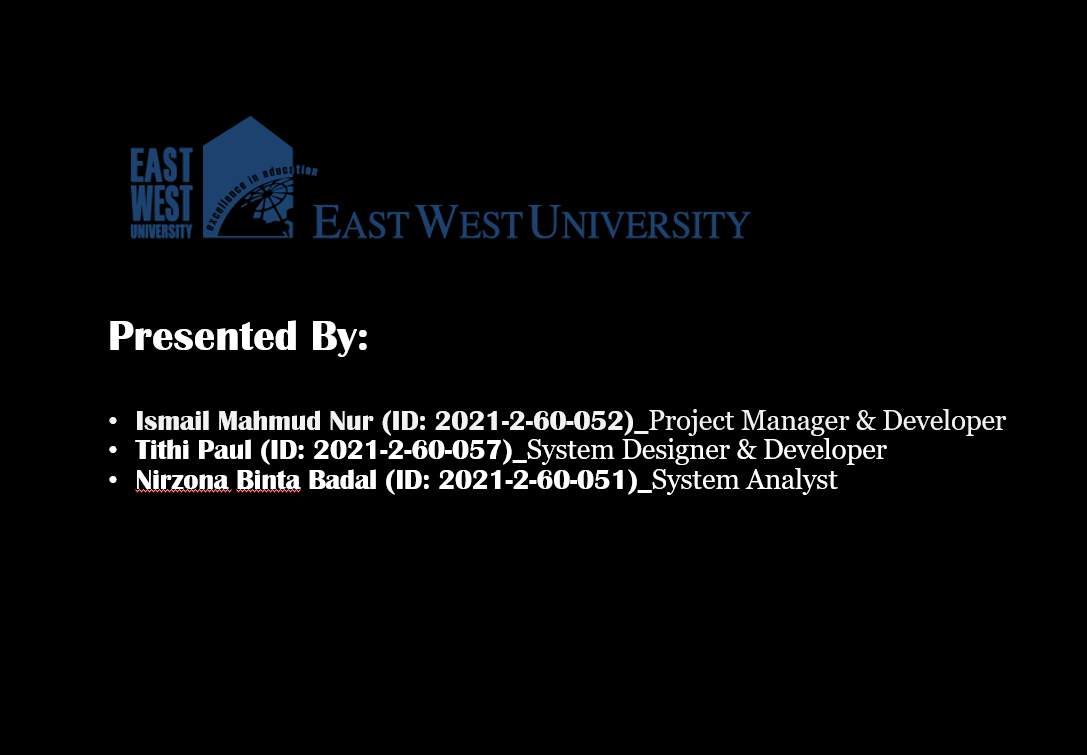 EAST
WEST
UNIVERSITY
excellence in education
EAST WEST UNIVERSITY
Presented By:
• Ismail Mahmud Nur (ID: 2021-2-60-052)_Project Manager & Developer
• Tithi Paul (ID: 2021-2-60-057)_System Designer & Developer
• Nirzona Binta Badal (ID: 2021-2-60-051)_System Analyst